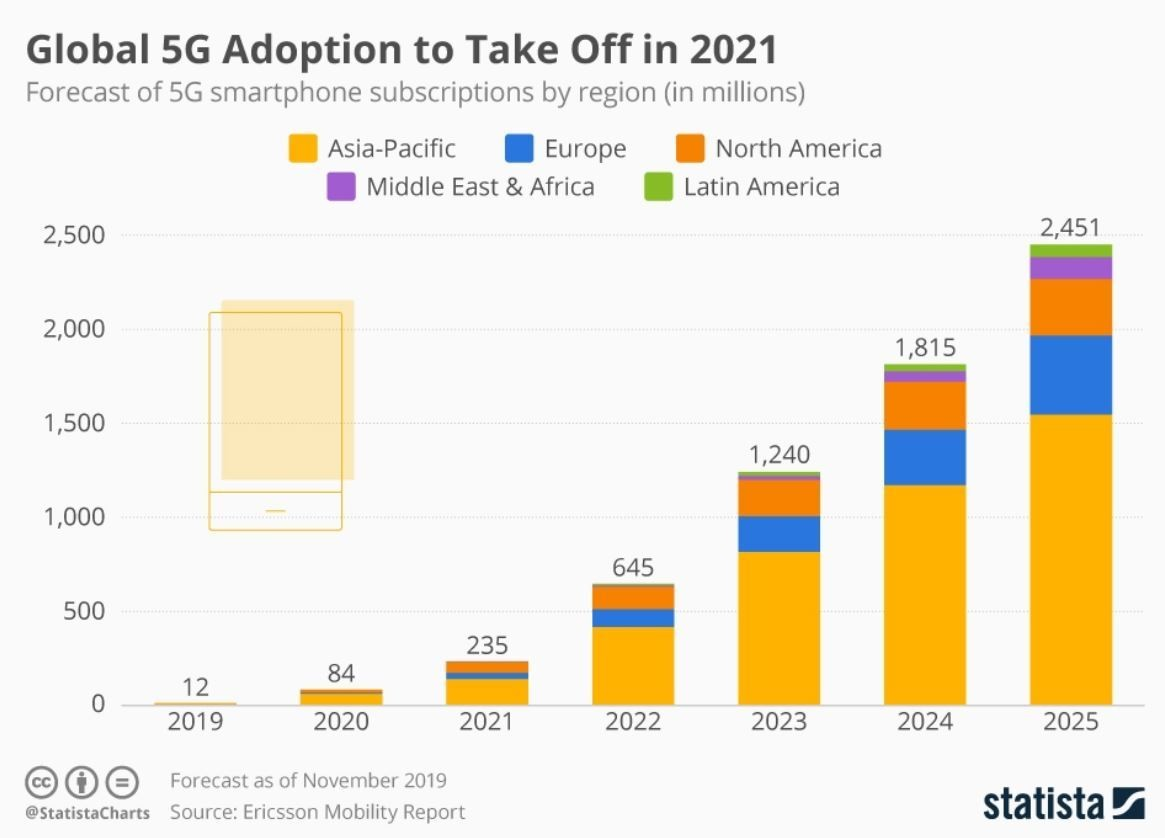 Global 5G Adoption to Take Off in 2021
Forecast of 5G smartphone subscriptions by region (in millions)
Asia-Pacific Europe North America
Middle East & Africa Latin America
2,500
2,000
1,500
1,000
500
0
12
84
235
645
1,240
1,815
2,451
2019 2020 2021 2022 2023 2024 2025
cc
@StatistaCharts
Forecast as of November 2019
Source: Ericsson Mobility Report
statista